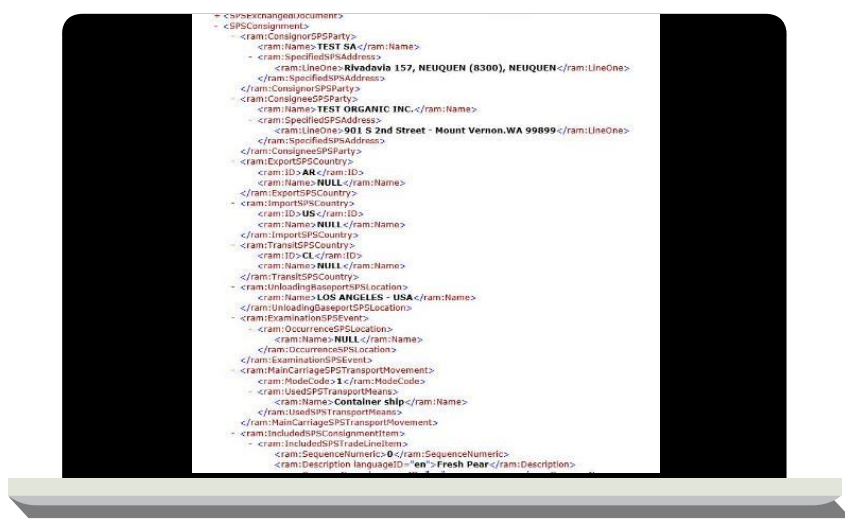 + <SPSExchangedDocument>
- <SPSConsignment>
- <ram:ConsignorSPSParty>
<ram:Name>TEST SA</ram:Name>
- <ram:SpecifiedSPSAddress>
<ram:LineOne>Rivadavia 157, NEUQUEN (8300), NEUQUEN</ram:LineOne>
</ram:SpecifiedSPSAddress>
</ram:ConsignorSPSParty>
- <ram:ConsigneeSPSParty>
<ram:Name>TEST ORGANIC INC.</ram:Name>
- <ram:SpecifiedSPSAddress>
<ram:LineOne>901 S 2nd Street - Mount Vernon.WA 99899</ram:LineOne>
</ram:SpecifiedSPSAddress>
</ram:ConsigneeSPSParty>
- <ram:ExportSPSCountry>
<ram:ID>AR</ram:ID>
<ram:Name>NULL</ram:Name>
</ram:ExportSPSCountry>
- <ram:ImportSPSCountry>
<ram:ID>US</ram:ID>
<ram:Name>NULL</ram:Name>
</ram:ImportSPSCountry>
- <ram:TransitSPSCountry>
<ram:ID>CL</ram:ID>
<ram:Name>NULL</ram:Name>
</ram:TransitSPSCountry>
- <ram:UnloadingBaseportSPSLocation>
<ram:Name>LOS ANGELES - USA</ram:Name>
</ram:UnloadingBaseportSPSLocation>
- <ram:ExaminationSPSEvent>
- <ram:OccurrenceSPSLocation>
<ram:Name>NULL</ram:Name>
</ram:OccurrenceSPSLocation>
</ram:ExaminationSPSEvent>
- <ram:MainCarriageSPSTransportMovement>
<ram:ModeCode>1</ram:ModeCode>
- <ram:UsedSPSTransportMeans>
<ram:Name>Container ship</ram:Name>
</ram:UsedSPSTransportMeans>
</ram:MainCarriageSPSTransportMovement>
- <ram:IncludedSPSConsignmentItem>
- <ram:IncludedSPSTradeLineItem>
<ram:SequenceNumeric>0</ram:SequenceNumeric>
<ram:Description languageID="en">Fresh Pear</ram:Description>